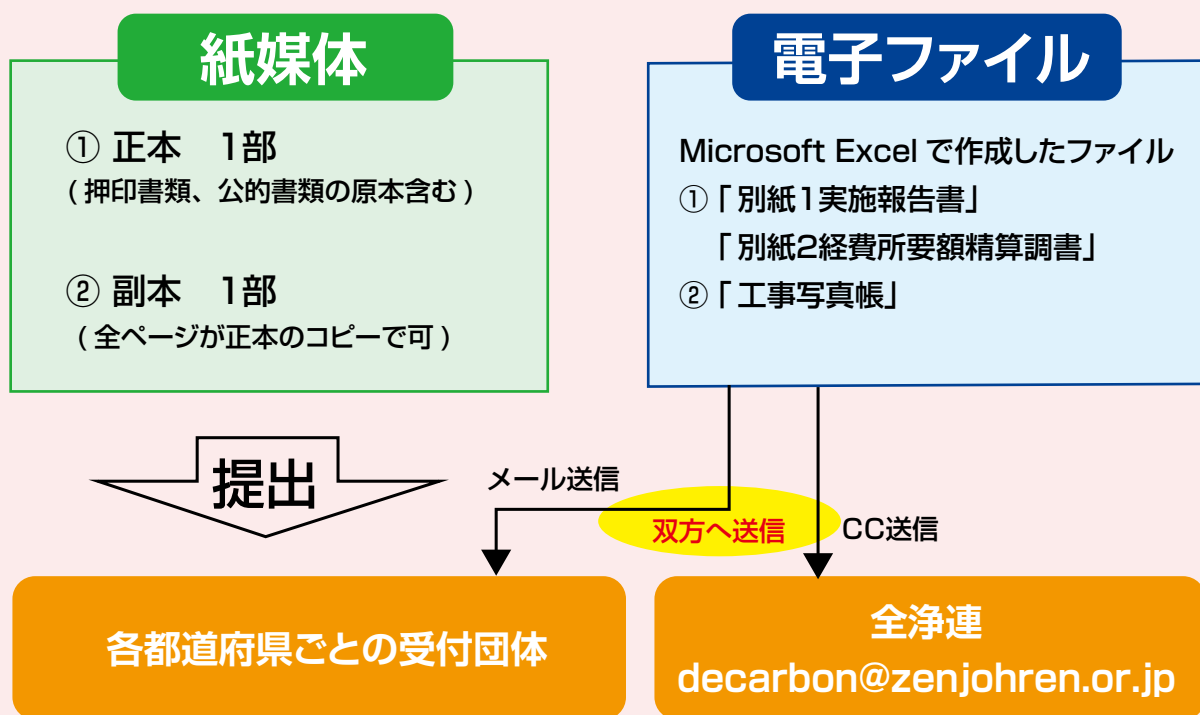 紙媒体
① 正本　1部
( 押印書類、公的書類の原本含む )
② 副本　1部
( 全ページが正本のコピーで可 )
電子ファイル
Microsoft Excel で作成したファイル
①「 別紙1実施報告書」
「 別紙2経費所要額精算調書」
②「 工事写真帳」
提出
メール送信
双方へ送信
CC送信
各都道府県ごとの受付団体
全浄連
decarbon@zenjohren.or.jp